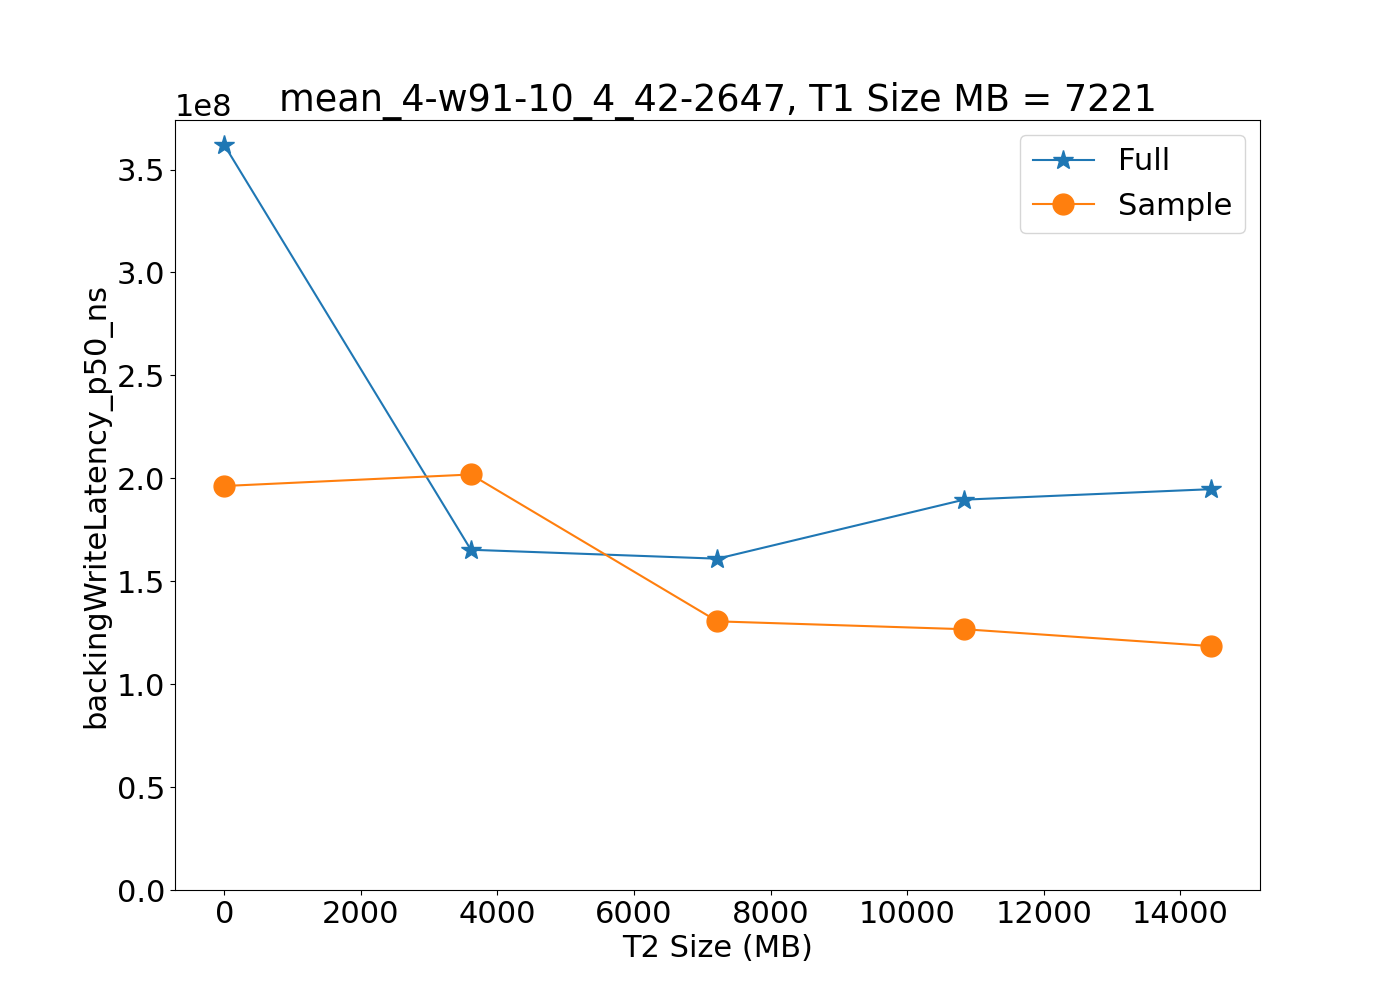 mean_4-w91-10_4_42-2647, T1 Size MB = 7221
1e8
Full
Sample
3.5
3.0
2.5
2.0
1.5
1.0
0.5
0.0
backingWriteLatency_p50_ns
0 2000 4000 6000 8000 10000 12000 14000
T2 Size (MB)